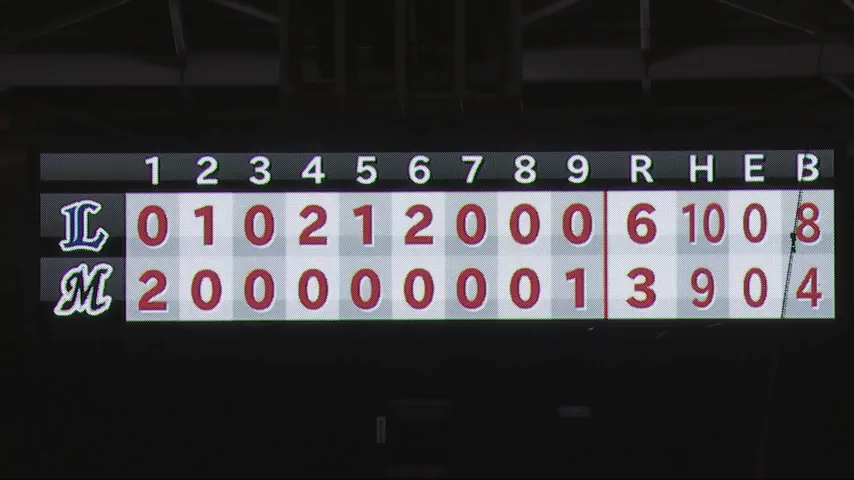 1 2 3 4 5 6 7 8 9 R H E B
L 0 1 0 2 1 2 0 0 0 6 10 0 8
M 2 0 0 0 0 0 0 0 1 3 9 0 4